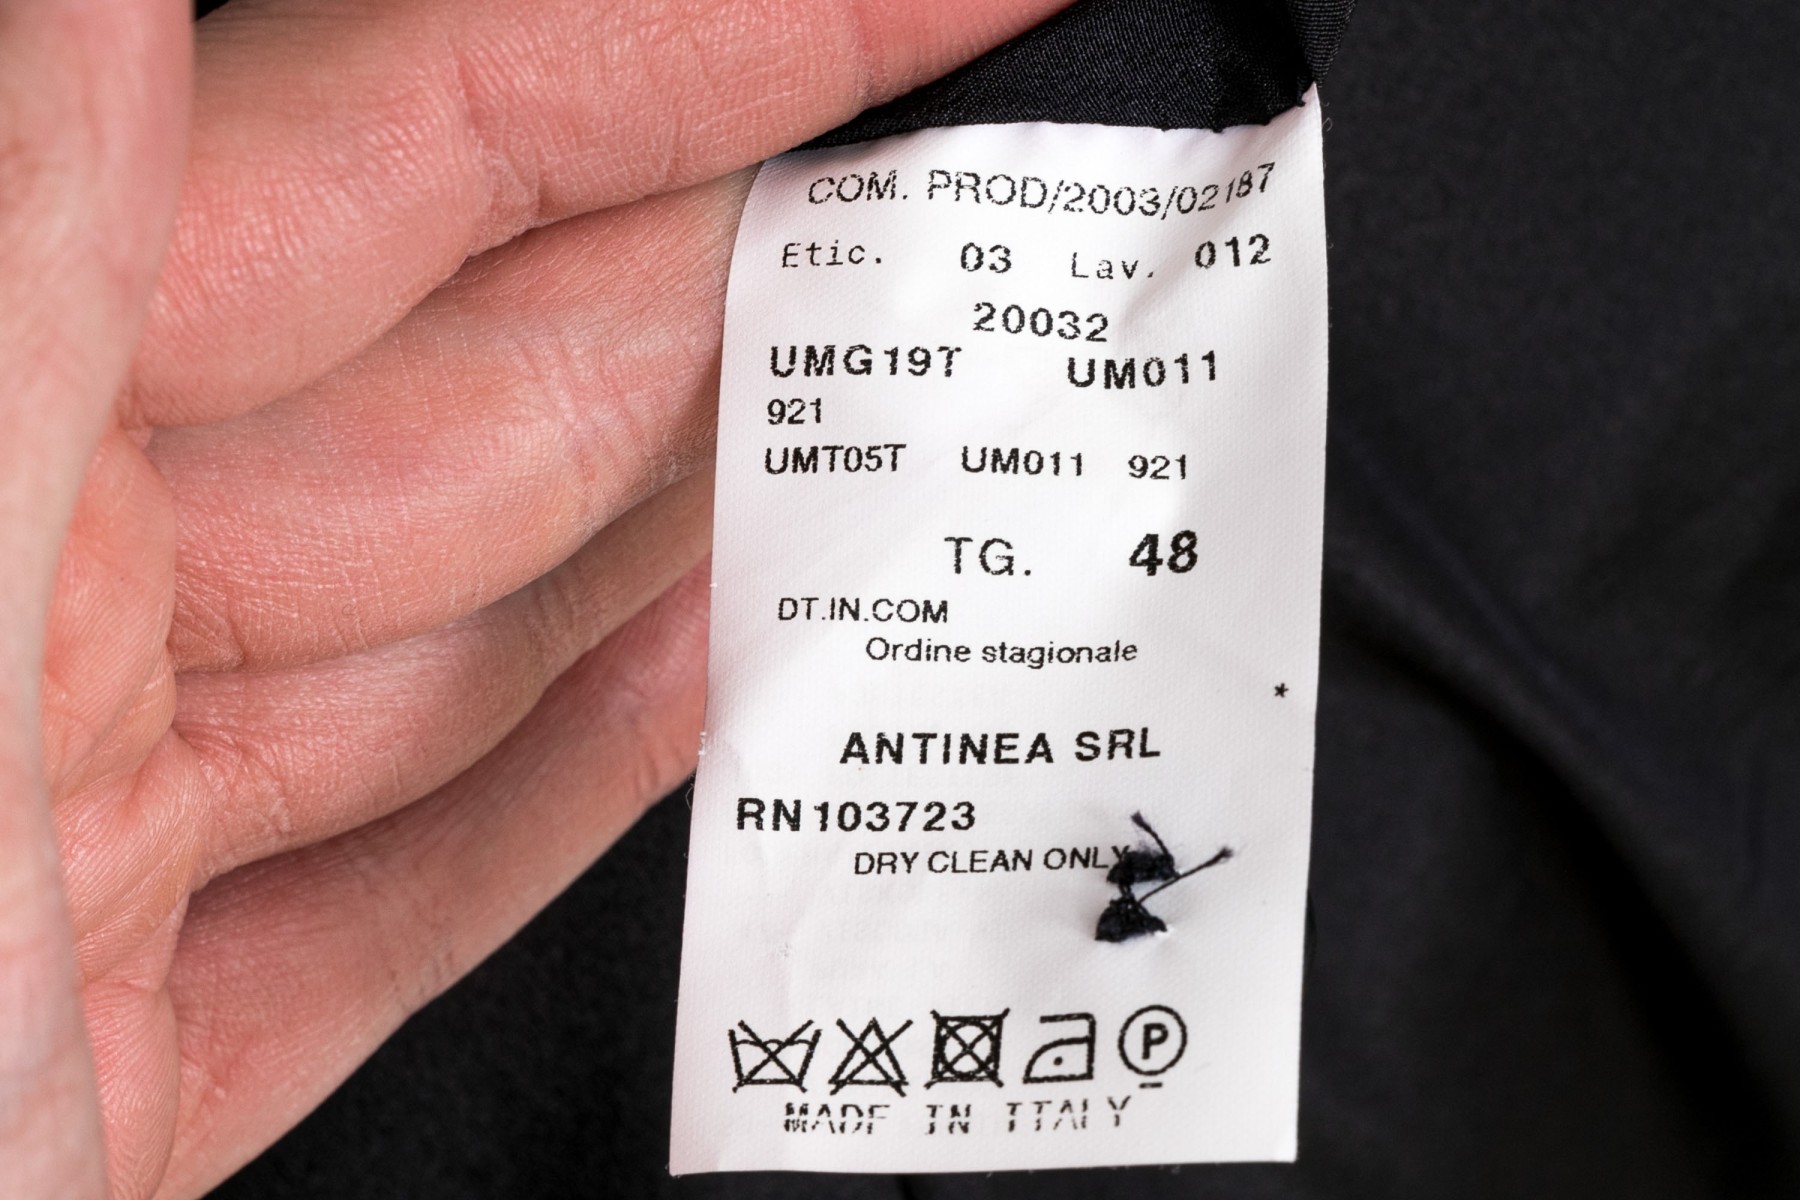 COM. PROD/2003/02187
Etic. 03 Lav. 012
20032
UMG19T UM011
921
UMT05T UM011 921
TG. 48
DT.IN.COM
Ordine stagionale
*
ANTINEA SRL
RN103723
DRY CLEAN ONLY
P
MADE IN ITALY